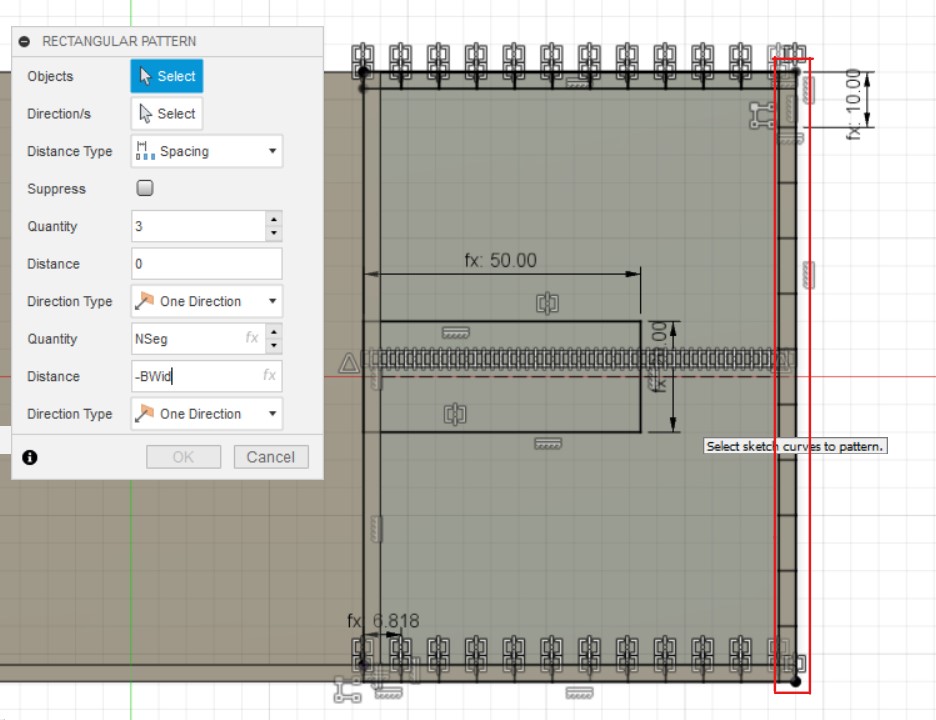 RECTANGULAR PATTERN
Objects Select
Direction/s Select
Distance Type Spacing
Suppress
Quantity 3
Distance 0
Direction Type One Direction
Quantity NSeg fx
Distance -BWid fx
Direction Type One Direction
OK Cancel
fx: 10.00
fx: 50.00
Select sketch curves to pattern.
fx: 6.818